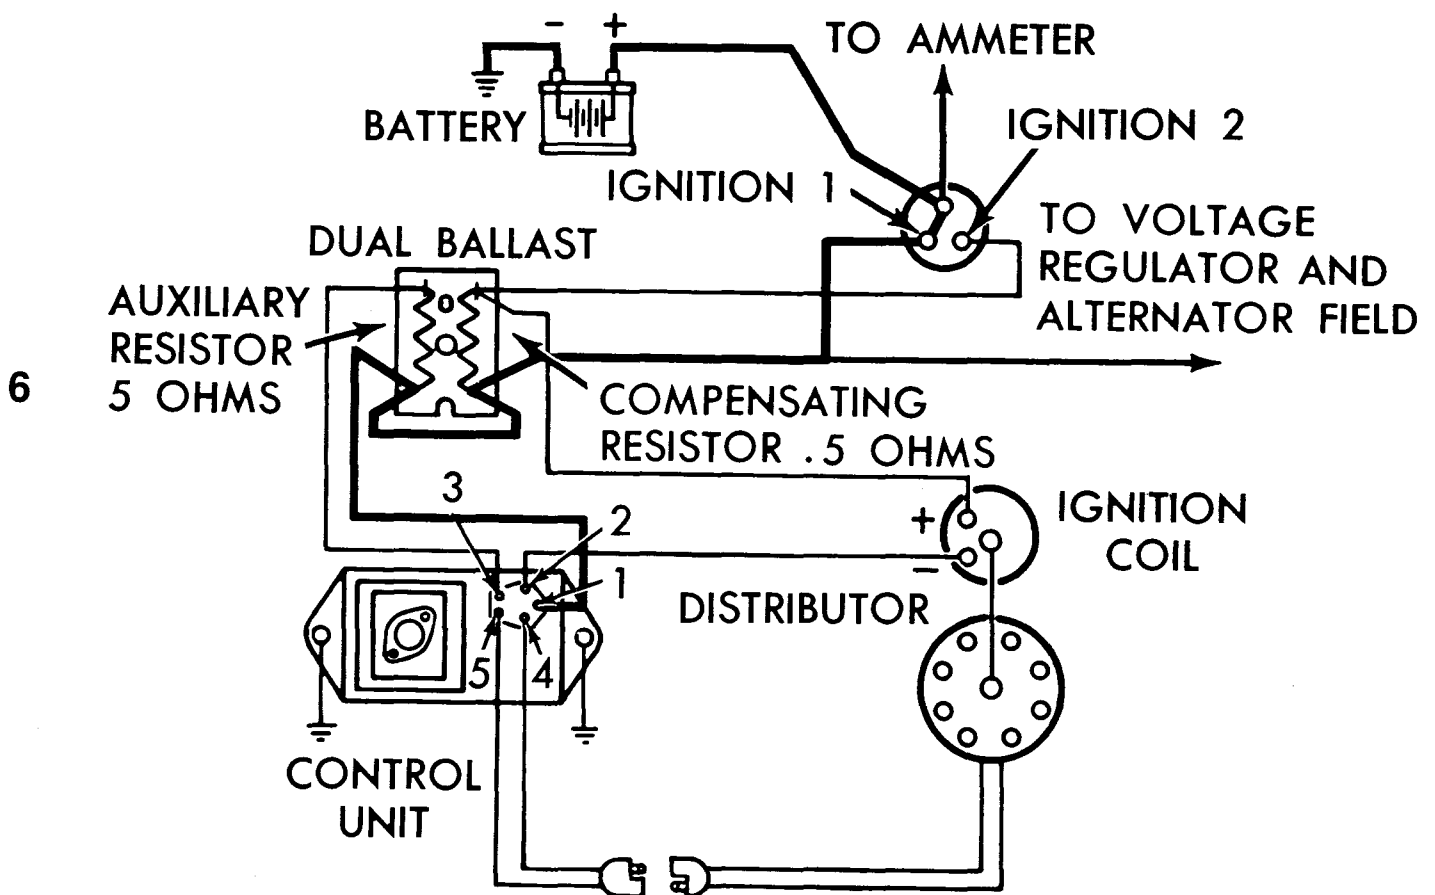 - +
TO AMMETER
BATTERY
IGNITION 2
IGNITION 1
TO VOLTAGE
REGULATOR AND
ALTERNATOR FIELD
DUAL BALLAST
AUXILIARY
RESISTOR
5 OHMS
6
COMPENSATING
RESISTOR .5 OHMS
3
2
1
+
-
IGNITION
COIL
DISTRIBUTOR
5
4
CONTROL
UNIT